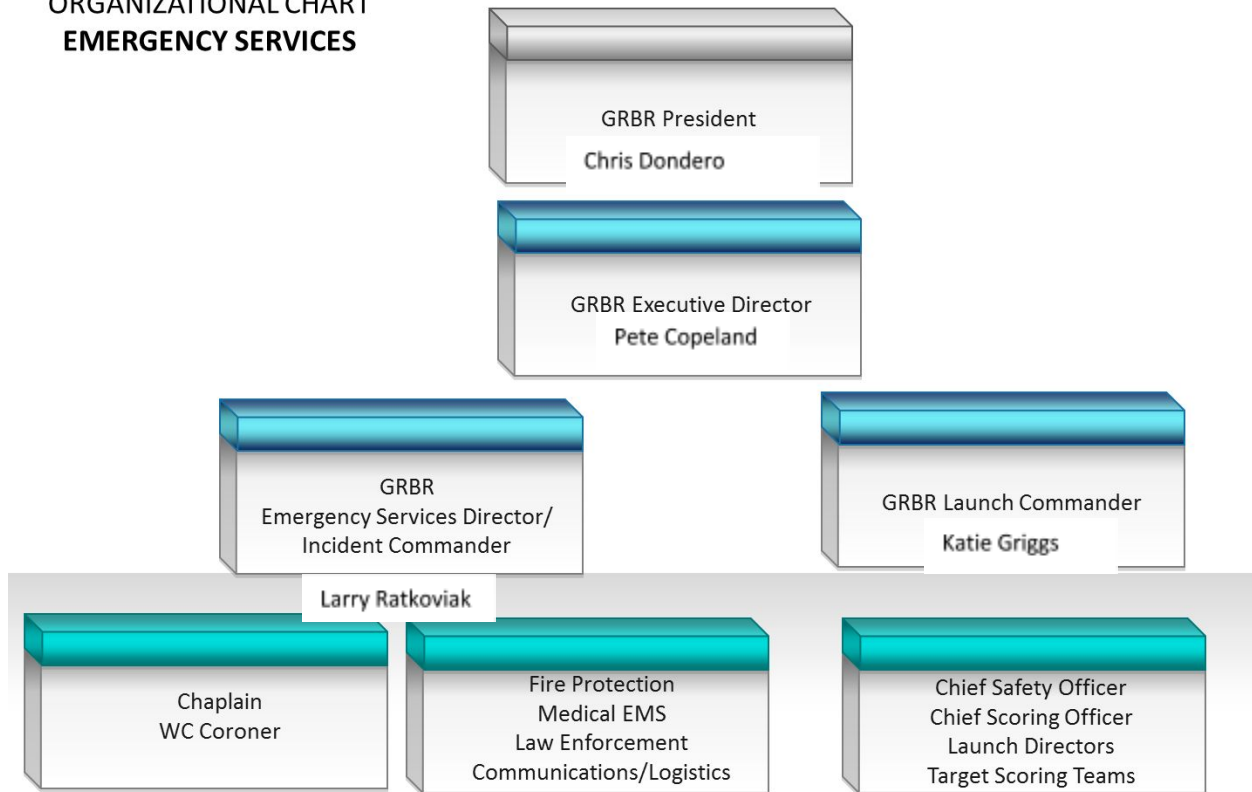 ORGANIZATIONAL CHART
EMERGENCY SERVICES
GRBR President
Chris Dondero
GRBR Executive Director
Pete Copeland
GRBR
Emergency Services Director/
Incident Commander
Larry Ratkoviak
GRBR Launch Commander
Katie Griggs
Chaplain
WC Coroner
Fire Protection
Medical EMS
Law Enforcement
Communications/Logistics
Chief Safety Officer
Chief Scoring Officer
Launch Directors
Target Scoring Teams